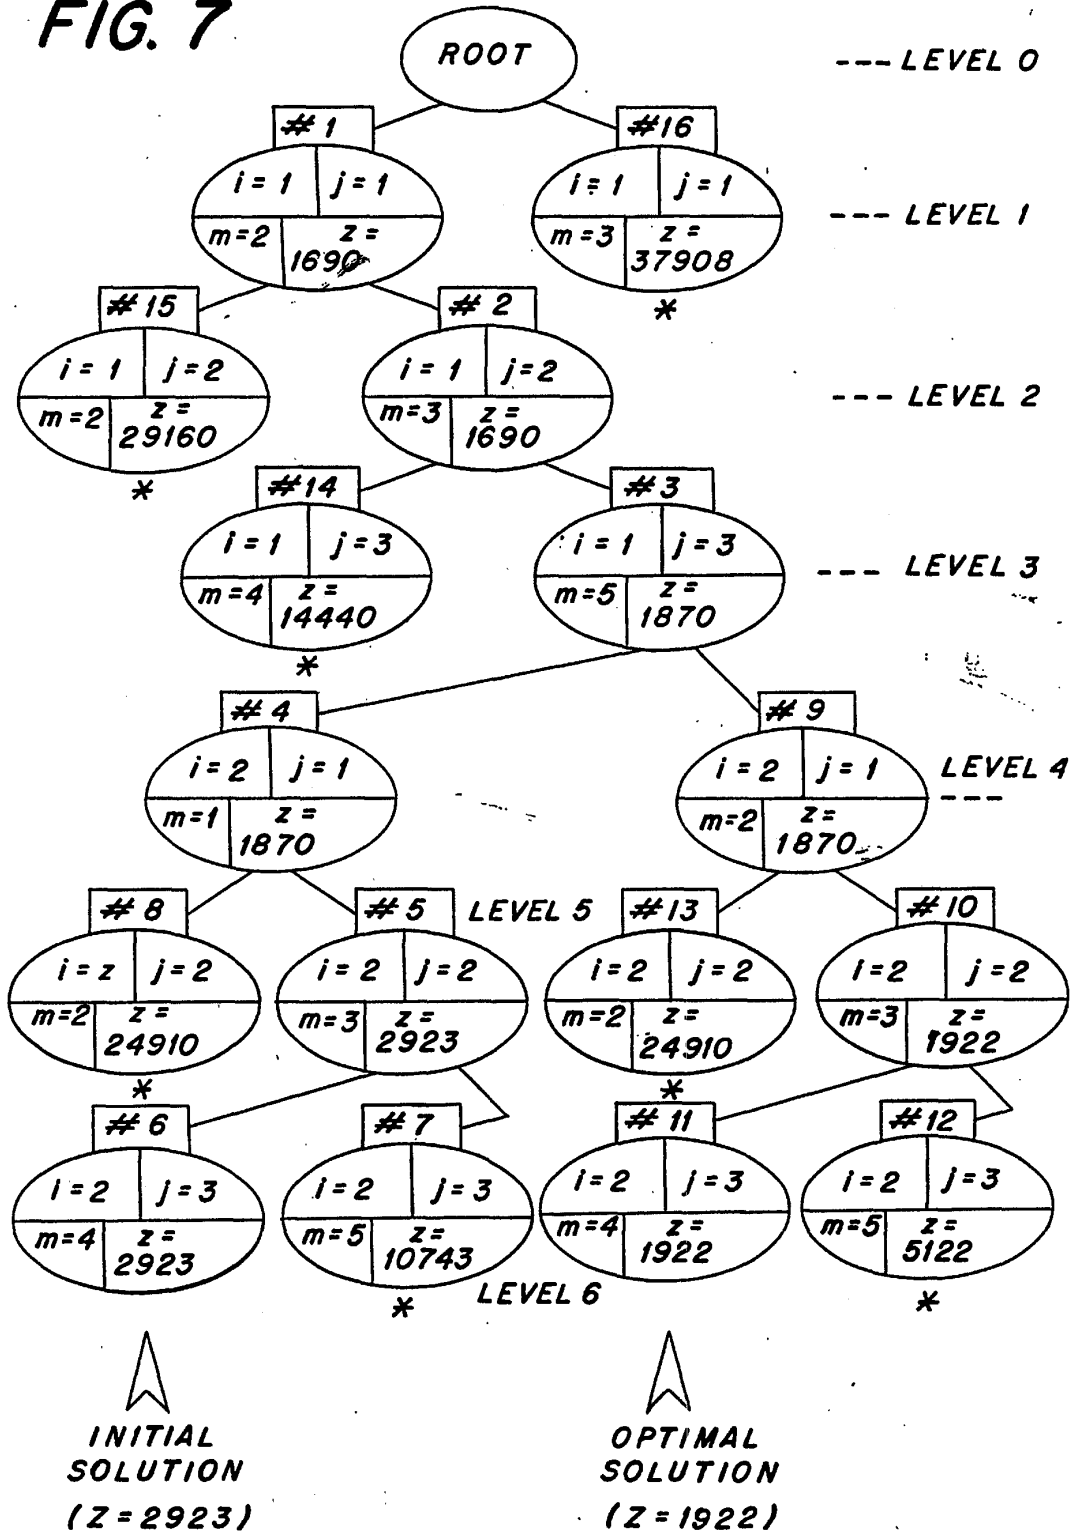 FIG. 7
ROOT
--- LEVEL 0
# 1
#16
i = 1 j = 1
i = 1 j = 1
--- LEVEL 1
m=2 z =
1690
m=3 z =
37908
*
# 15
# 2
i = 1 j = 2
i = 1 j = 2
--- LEVEL 2
m=2 z =
29160
m=3 z =
1690
*
#14
#3
i = 1 j = 3
i = 1 j = 3
--- LEVEL 3
m=4 z =
14440
m=5 z =
1870
*
# 4
# 9
i = 2 j = 1
i = 2 j = 1
LEVEL 4
---
m=1 z =
1870
m=2 z =
1870
# 8
# 5
LEVEL 5
#13
# 10
i = z j = 2
i = 2 j = 2
i = 2 j = 2
i = 2 j = 2
m=2 z =
24910
m=3 z =
2923
m=2 z =
24910
m=3 z =
1922
*
*
# 6
# 7
# 11
#12
i = 2 j = 3
i = 2 j = 3
i = 2 j = 3
i = 2 j = 3
m=4 z =
2923
m=5 z =
10743
m=4 z =
1922
m=5 z =
5122
*
LEVEL 6
*
INITIAL
SOLUTION
(Z = 2923)
OPTIMAL
SOLUTION
(Z = 1922)